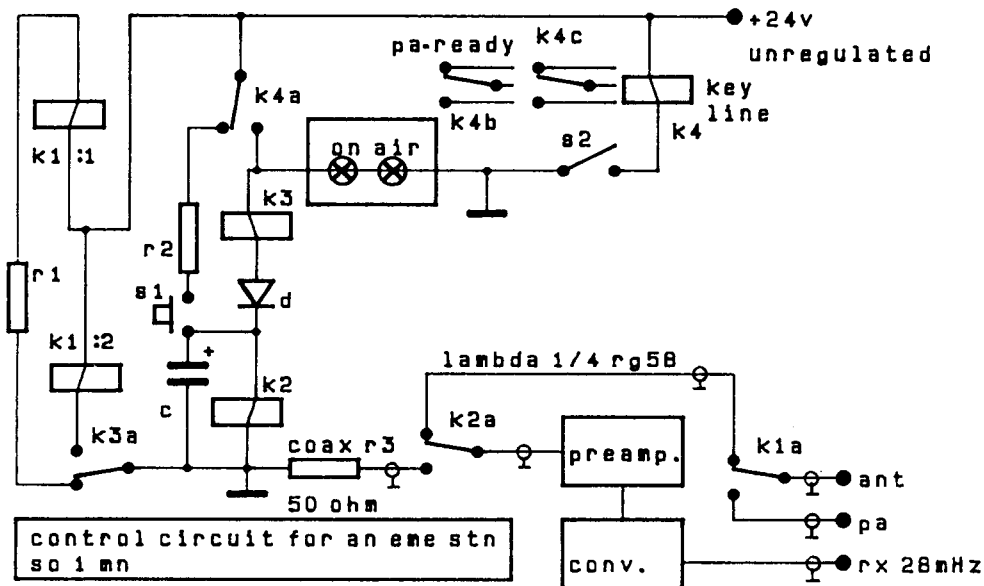 +24v
unregulated
pa-ready
k4c
k4a
key
line
k4b
k4
on air
s2
k1:1
k3
r2
r1
s1
d
+
k1:2
lambda 1/4 rg58
c
k2
k2a
k3a
coax r3
preamp.
k1a
ant
50 ohm
pa
control circuit for an eme stn
so 1 mn
conv.
rx 28mHz